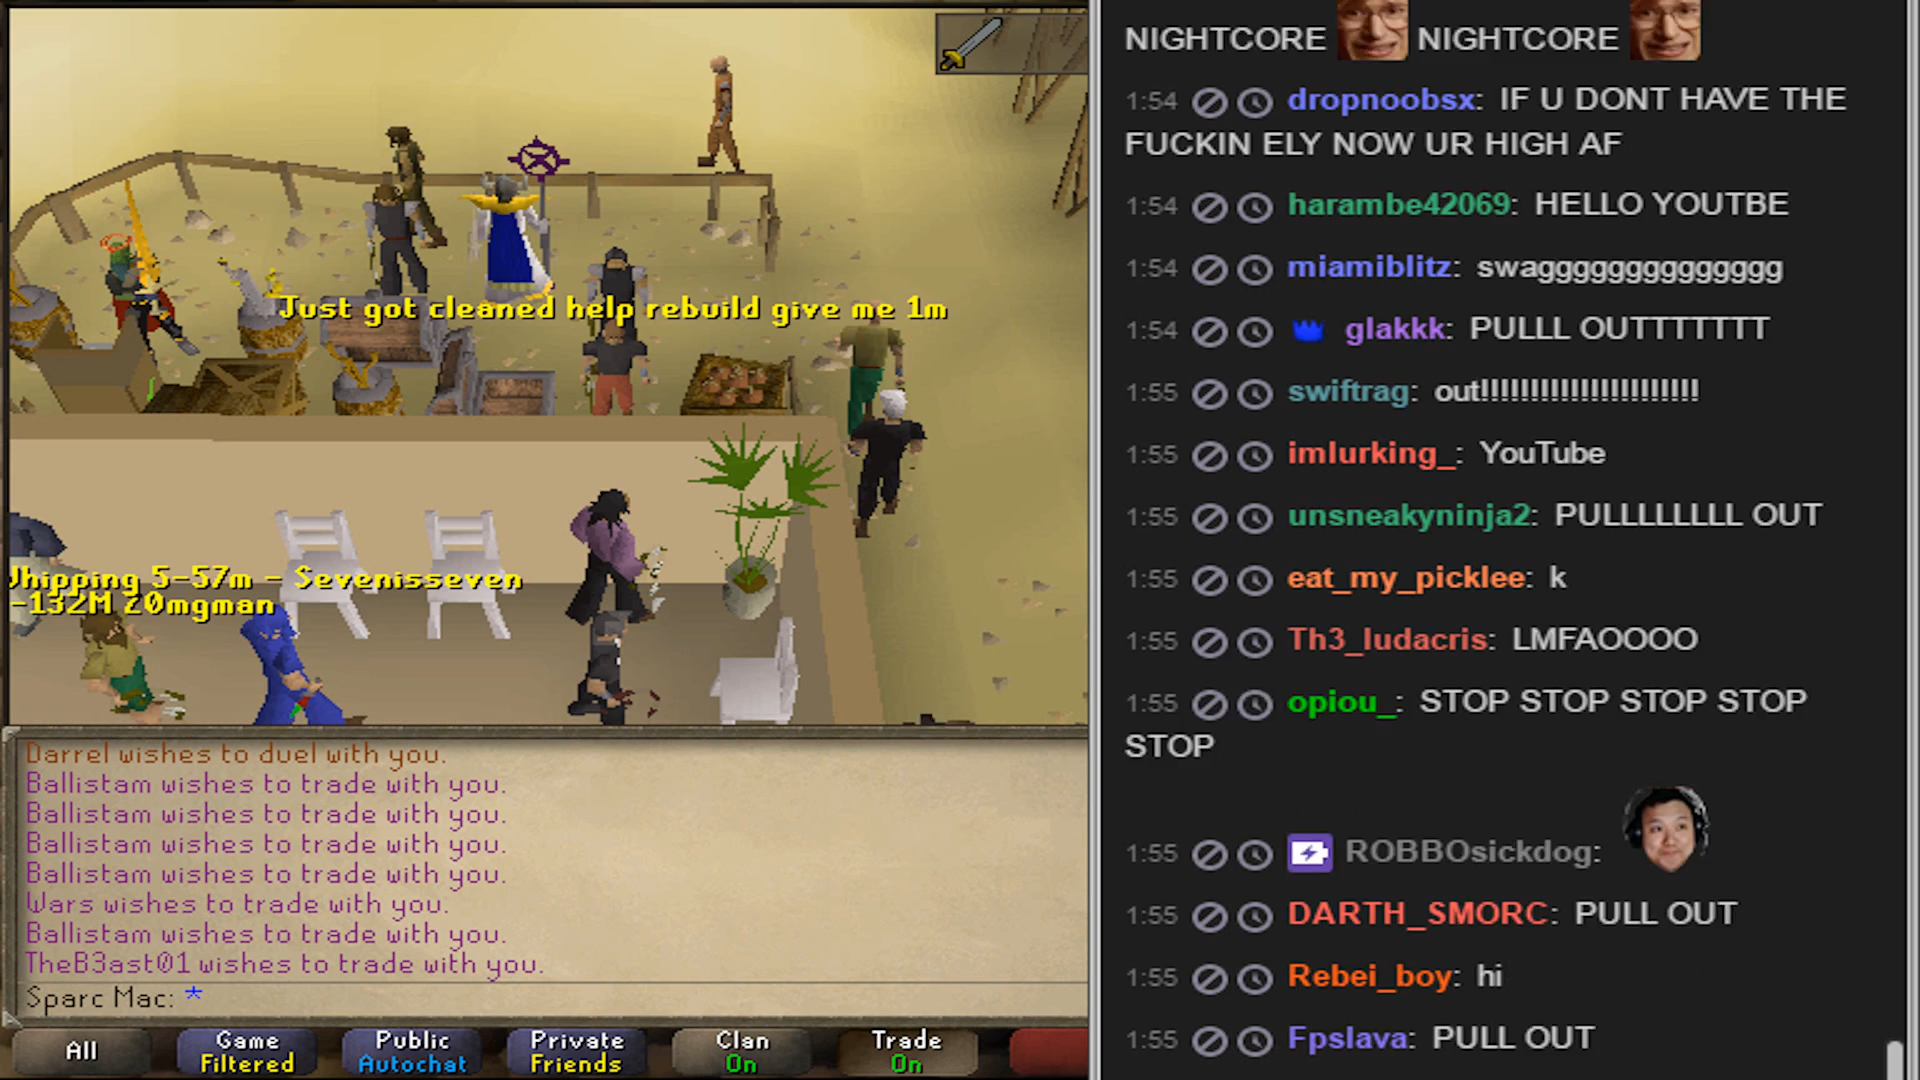 Just got cleaned help rebuild give me 1m
Whipping 5-57m - Sevenisseven
-132M 20mgman
Darrel wishes to duel with you.
Ballistam wishes to trade with you.
Ballistam wishes to trade with you.
Ballistam wishes to trade with you.
Ballistam wishes to trade with you.
Wars wishes to trade with you.
Ballistam wishes to trade with you.
TheB3ast01 wishes to trade with you.
Sparc Mac: *
All
Game
Filtered
Public
Autochat
Private
Friends
Clan
On
Trade
On
NIGHTCORE NIGHTCORE
1:54 dropnoobsx: IF U DONT HAVE THE
FUCKIN ELY NOW UR HIGH AF
1:54 harambe42069: HELLO YOUTBE
1:54 miamiblitz: swagggggggggggggg
1:54 glakkk: PULLL OUTTTTTTT
1:55 swiftrag: out!!!!!!!!!!!!!!!!!!!!!!
1:55 imlurking_: YouTube
1:55 unsneakyninja2: PULLLLLLLL OUT
1:55 eat_my_picklee: k
1:55 Th3_ludacris: LMFAOOOO
1:55 opiou_: STOP STOP STOP STOP
STOP
1:55 ROBBOsickdog:
1:55 DARTH_SMORC: PULL OUT
1:55 Rebei_boy: hi
1:55 Fpslava: PULL OUT